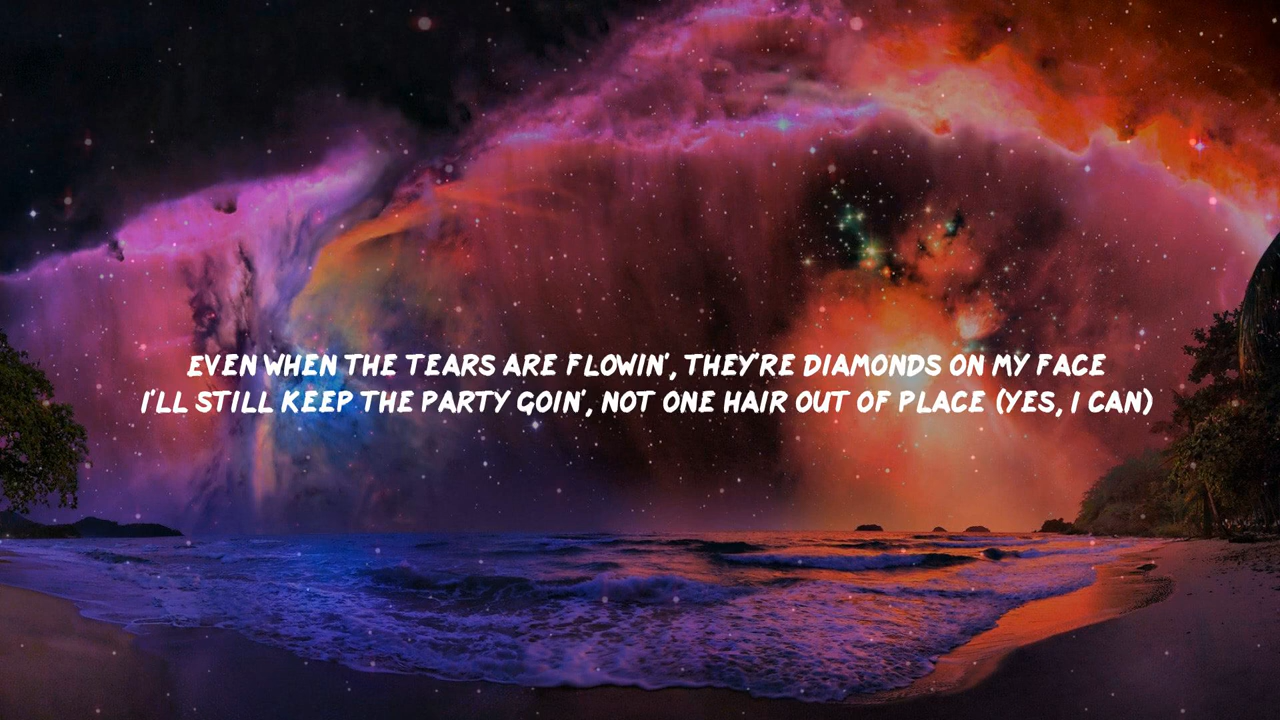 EVEN WHEN THE TEARS ARE FLOWIN', THEY'RE DIAMONDS ON MY FACE
I'LL STILL KEEP THE PARTY GOIN', NOT ONE HAIR OUT OF PLACE (YES, I CAN)